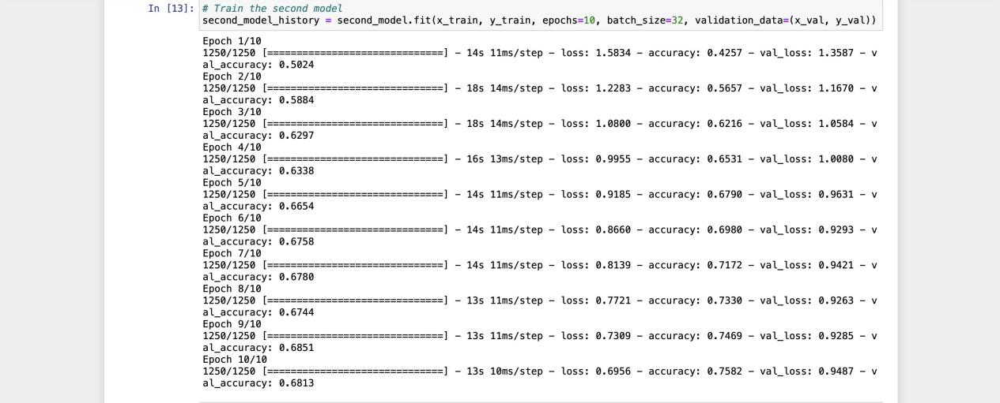 In [13]: # Train the second model
second_model_history = second_model.fit(x_train, y_train, epochs=10, batch_size=32, validation_data=(x_val, y_val))
Epoch 1/10
1250/1250 [==============================] - 14s 11ms/step - loss: 1.5834 - accuracy: 0.4257 - val_loss: 1.3587 - v
al_accuracy: 0.5024
Epoch 2/10
1250/1250 [==============================] - 18s 14ms/step - loss: 1.2283 - accuracy: 0.5657 - val_loss: 1.1670 - v
al_accuracy: 0.5884
Epoch 3/10
1250/1250 [==============================] - 18s 14ms/step - loss: 1.0800 - accuracy: 0.6216 - val_loss: 1.0584 - v
al_accuracy: 0.6297
Epoch 4/10
1250/1250 [==============================] - 16s 13ms/step - loss: 0.9955 - accuracy: 0.6531 - val_loss: 1.0080 - v
al_accuracy: 0.6338
Epoch 5/10
1250/1250 [==============================] - 14s 11ms/step - loss: 0.9185 - accuracy: 0.6790 - val_loss: 0.9631 - v
al_accuracy: 0.6654
Epoch 6/10
1250/1250 [==============================] - 14s 11ms/step - loss: 0.8660 - accuracy: 0.6980 - val_loss: 0.9293 - v
al_accuracy: 0.6758
Epoch 7/10
1250/1250 [==============================] - 14s 11ms/step - loss: 0.8139 - accuracy: 0.7172 - val_loss: 0.9421 - v
al_accuracy: 0.6780
Epoch 8/10
1250/1250 [==============================] - 13s 11ms/step - loss: 0.7721 - accuracy: 0.7330 - val_loss: 0.9263 - v
al_accuracy: 0.6744
Epoch 9/10
1250/1250 [==============================] - 13s 11ms/step - loss: 0.7309 - accuracy: 0.7469 - val_loss: 0.9285 - v
al_accuracy: 0.6851
Epoch 10/10
1250/1250 [==============================] - 13s 10ms/step - loss: 0.6956 - accuracy: 0.7582 - val_loss: 0.9487 - v
al_accuracy: 0.6813